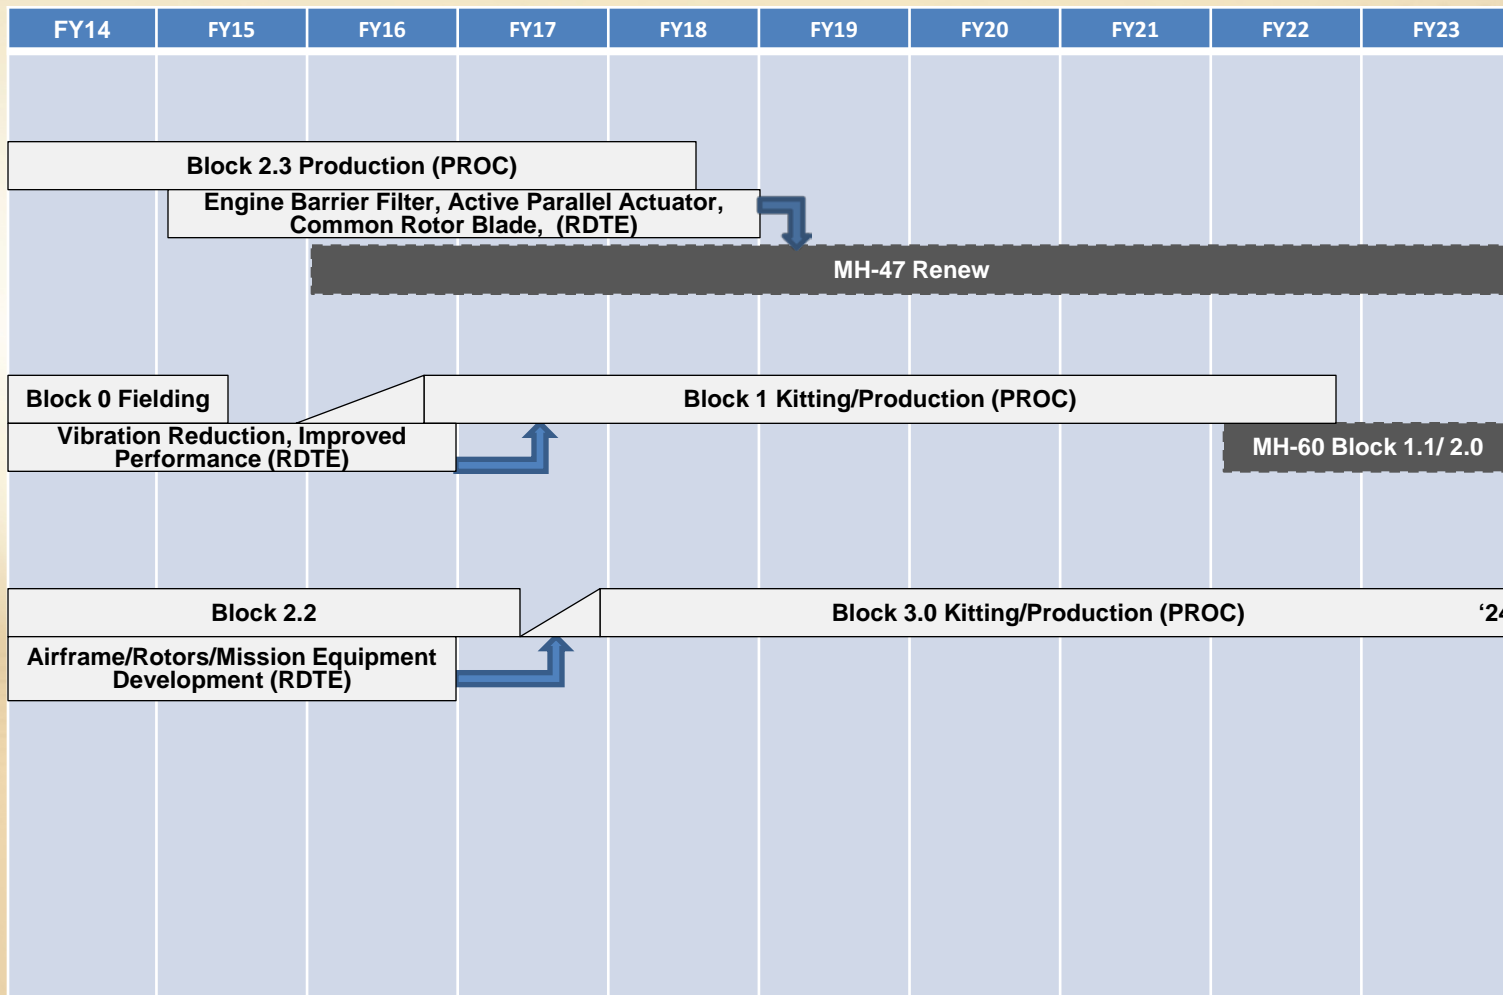 FY14 FY15 FY16 FY17 FY18 FY19 FY20 FY21 FY22 FY23
Block 2.3 Production (PROC)
Engine Barrier Filter, Active Parallel Actuator,
Common Rotor Blade, (RDTE)
MH-47 Renew
Block 0 Fielding
Block 1 Kitting/Production (PROC)
Vibration Reduction, Improved
Performance (RDTE)
MH-60 Block 1.1/ 2.0
Block 2.2
Block 3.0 Kitting/Production (PROC)
‘24
Airframe/Rotors/Mission Equipment
Development (RDTE)